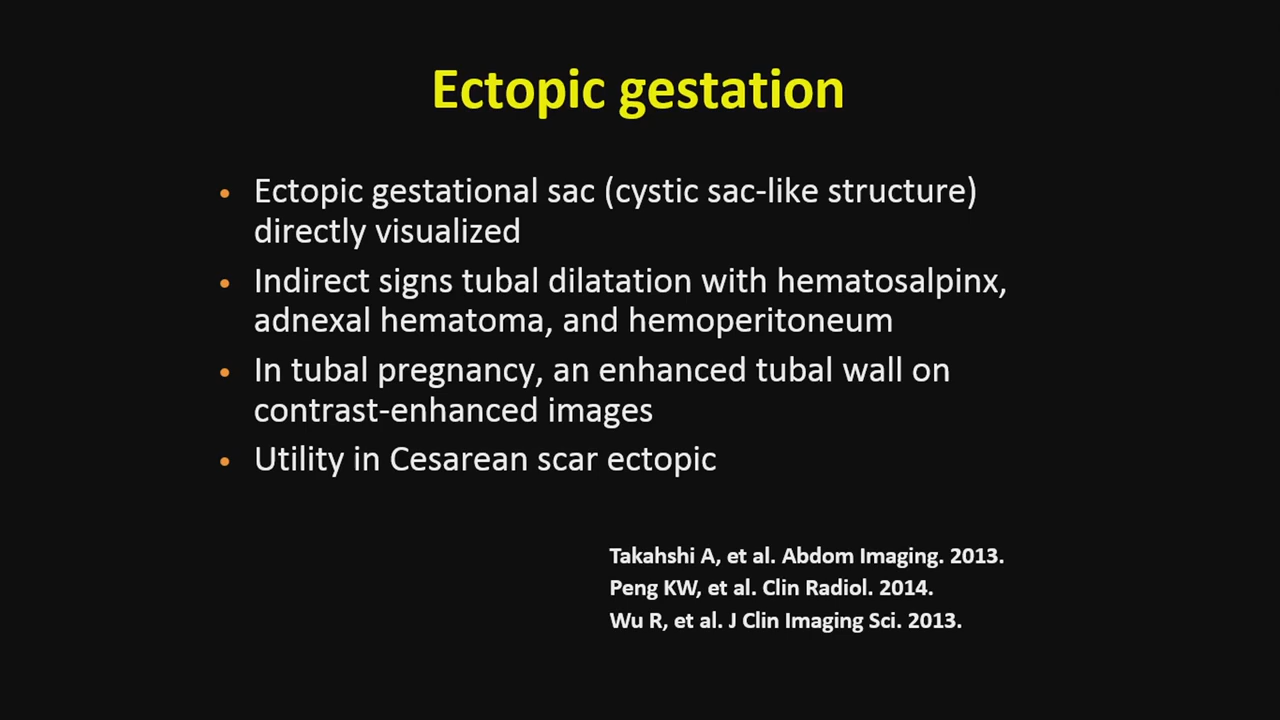 Ectopic gestation
• Ectopic gestational sac (cystic sac-like structure)
directly visualized
• Indirect signs tubal dilatation with hematosalpinx,
adnexal hematoma, and hemoperitoneum
• In tubal pregnancy, an enhanced tubal wall on
contrast-enhanced images
• Utility in Cesarean scar ectopic
Takahshi A, et al. Abdom Imaging. 2013.
Peng KW, et al. Clin Radiol. 2014.
Wu R, et al. J Clin Imaging Sci. 2013.